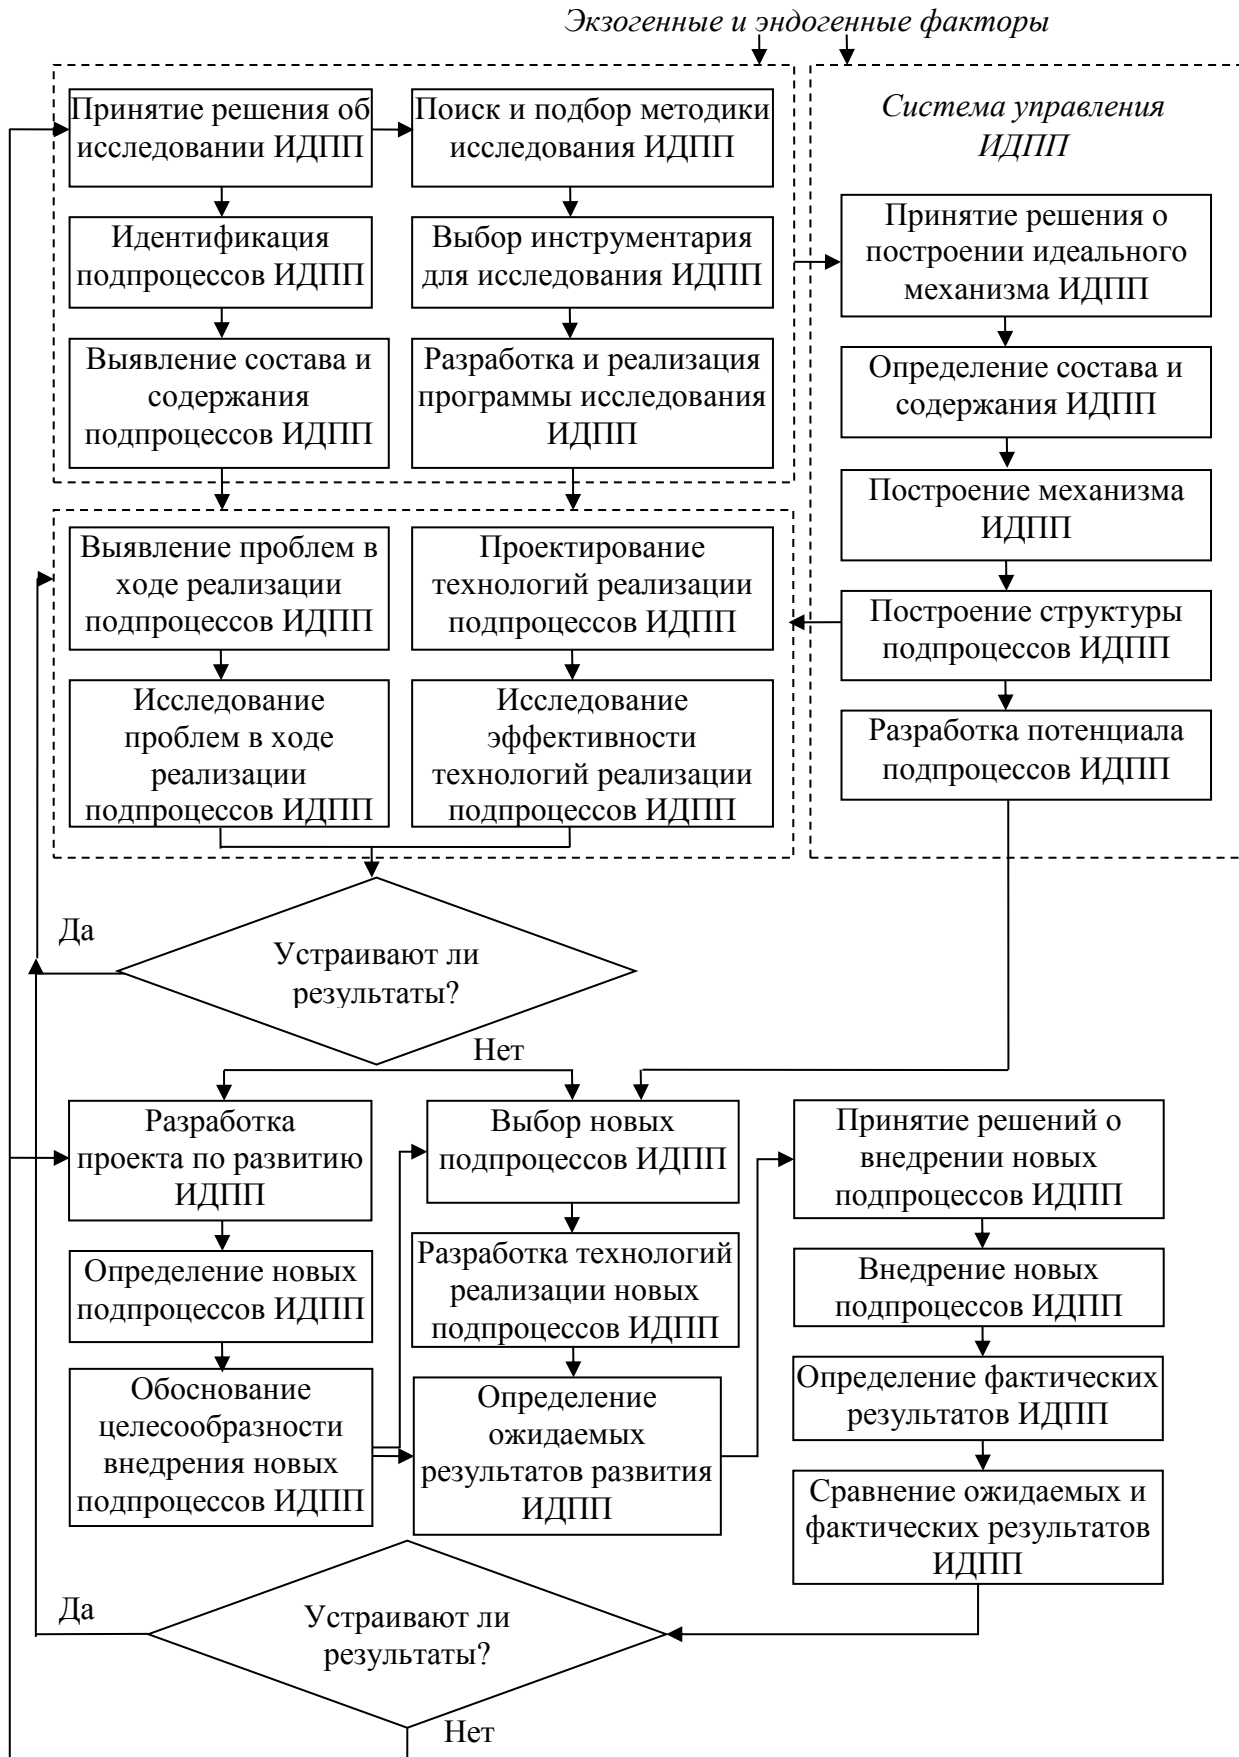 Экзогенные и эндогенные факторы
Принятие решения об
исследовании ИДПП
Поиск и подбор методики
исследования ИДПП
Система управления
ИДПП
Идентификация
подпроцессов ИДПП
Выбор инструментария
для исследования ИДПП
Принятие решения о
построении идеального
механизма ИДПП
Выявление состава и
содержания
подпроцессов ИДПП
Разработка и реализация
программы исследования
ИДПП
Определение состава и
содержания ИДПП
Построение механизма
ИДПП
Выявление проблем в
ходе реализации
подпроцессов ИДПП
Проектирование
технологий реализации
подпроцессов ИДПП
Построение структуры
подпроцессов ИДПП
Исследование
проблем в ходе
реализации
подпроцессов ИДПП
Исследование
эффективности
технологий реализации
подпроцессов ИДПП
Разработка потенциала
подпроцессов ИДПП
Да
Устраивают ли
результаты?
Нет
Разработка
проекта по развитию
ИДПП
Выбор новых
подпроцессов ИДПП
Принятие решений о
внедрении новых
подпроцессов ИДПП
Определение новых
подпроцессов ИДПП
Разработка технологий
реализации новых
подпроцессов ИДПП
Внедрение новых
подпроцессов ИДПП
Обоснование
целесообразности
внедрения новых
подпроцессов ИДПП
Определение
ожидаемых
результатов развития
ИДПП
Определение фактических
результатов ИДПП
Сравнение ожидаемых и
фактических результатов
ИДПП
Да
Устраивают ли
результаты?
Нет